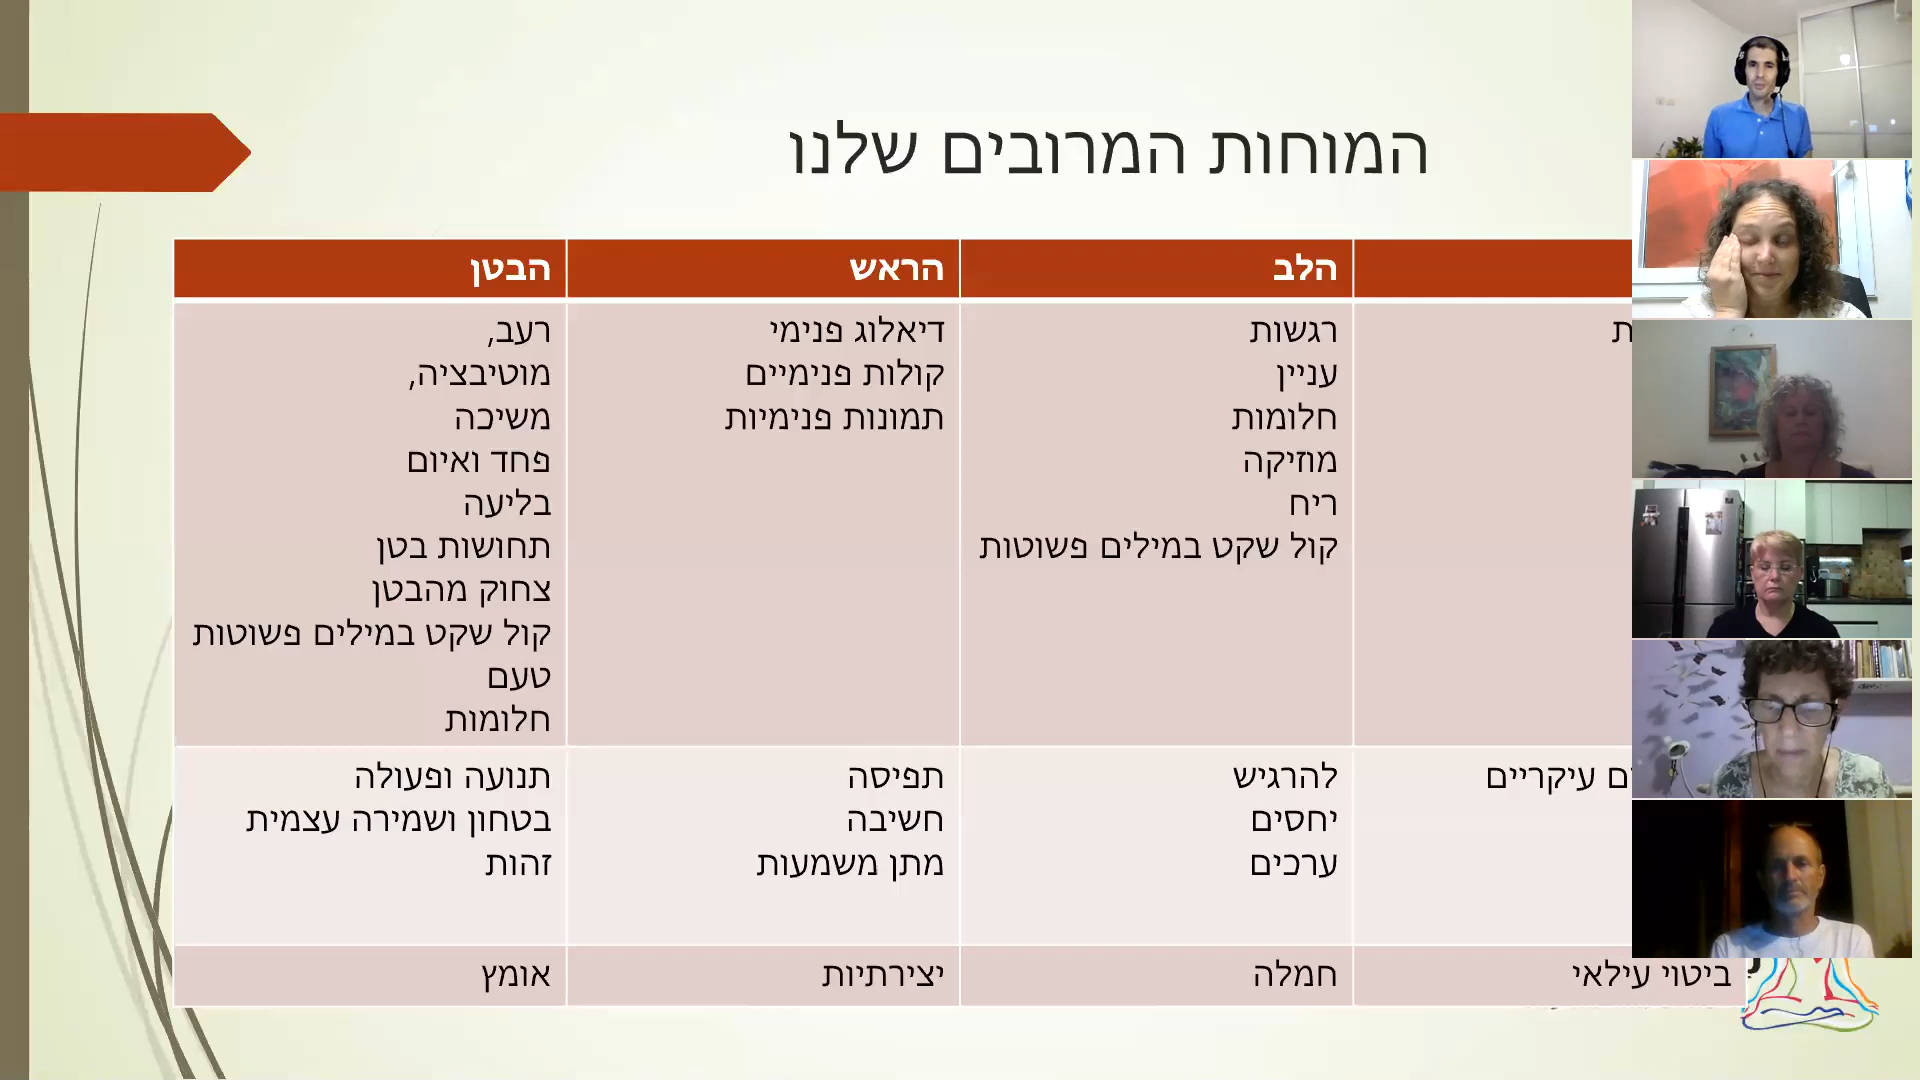 המוחות המרובים שלנו
הלב
הראש
הבטן
רגשות
עניין
חלומות
מוזיקה
ריח
קול שקט במילים פשוטות
דיאלוג פנימי
קולות פנימיים
תמונות פנימיות
רעב,
מוטיבציה,
משיכה
פחד ואיום
בליעה
תחושות בטן
צחוק מהבטן
קול שקט במילים פשוטות
טעם
חלומות
עיקריים
להרגיש
יחסים
ערכים
תפיסה
חשיבה
מתן משמעות
תנועה ופעולה
בטחון ושמירה עצמית
זהות
ביטוי עילאי
חמלה
יצירתיות
אומץ